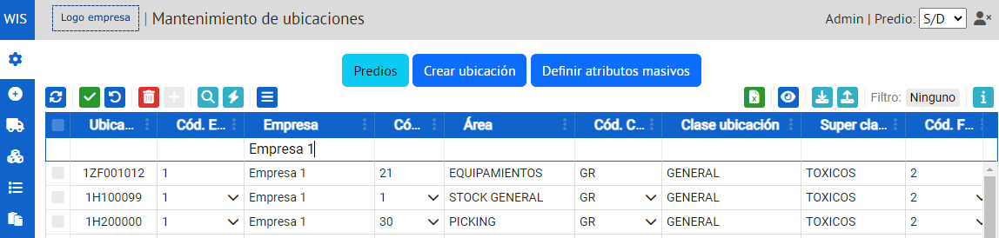 WIS Logo empresa | Mantenimiento de ubicaciones Admin | Predio: S/D
Predios Crear ubicación Definir atributos masivos
Filtro: Ninguno
Ubica... Cód. E... Empresa Có... Área Cód. C... Clase ubicación Super cla... Cód. F...
Empresa 1
1ZF001012 1 Empresa 1 21 EQUIPAMIENTOS GR GENERAL TOXICOS 2
1H100099 1 Empresa 1 1 STOCK GENERAL GR GENERAL TOXICOS 2
1H200000 1 Empresa 1 30 PICKING GR GENERAL TOXICOS 2